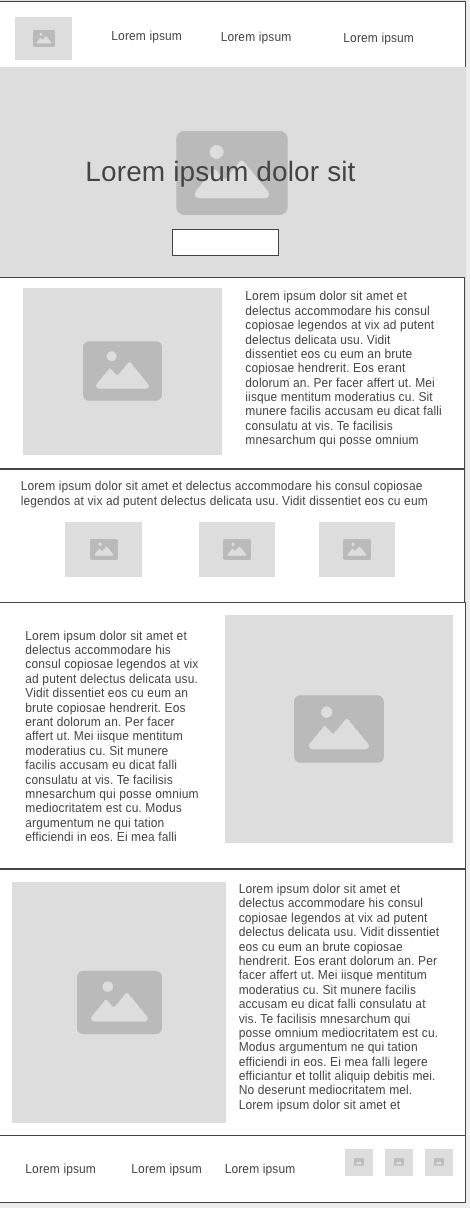 Lorem ipsum
Lorem ipsum
Lorem ipsum
Lorem ipsum dolor sit
Lorem ipsum dolor sit amet et
delectus accommodare his consul
copiosae legendos at vix ad putent
delectus delicata usu. Vidit
dissentiet eos cu eum an brute
copiosae hendrerit. Eos erant
dolorum an. Per facer affert ut. Mei
iisque mentitum moderatius cu. Sit
munere facilis accusam eu dicat falli
consulatu at vis. Te facilisis
mnesarchum qui posse omnium
Lorem ipsum dolor sit amet et delectus accommodare his consul copiosae
legendos at vix ad putent delectus delicata usu. Vidit dissentiet eos cu eum
Lorem ipsum dolor sit amet et
delectus accommodare his
consul copiosae legendos at vix
ad putent delectus delicata usu.
Vidit dissentiet eos cu eum an
brute copiosae hendrerit. Eos
erant dolorum an. Per facer
affert ut. Mei iisque mentitum
moderatius cu. Sit munere
facilis accusam eu dicat falli
consulatu at vis. Te facilisis
mnesarchum qui posse omnium
mediocritatem est cu. Modus
argumentum ne qui tation
efficiendi in eos. Ei mea falli
Lorem ipsum dolor sit amet et
delectus accommodare his consul
copiosae legendos at vix ad putent
delectus delicata usu. Vidit dissentiet
eos cu eum an brute copiosae
hendrerit. Eos erant dolorum an. Per
facer affert ut. Mei iisque mentitum
moderatius cu. Sit munere facilis
accusam eu dicat falli consulatu at
vis. Te facilisis mnesarchum qui
posse omnium mediocritatem est cu.
Modus argumentum ne qui tation
efficiendi in eos. Ei mea falli legere
efficiantur et tollit aliquip debitis mei.
No deserunt mediocritatem mel.
Lorem ipsum dolor sit amet et
Lorem ipsum
Lorem ipsum
Lorem ipsum